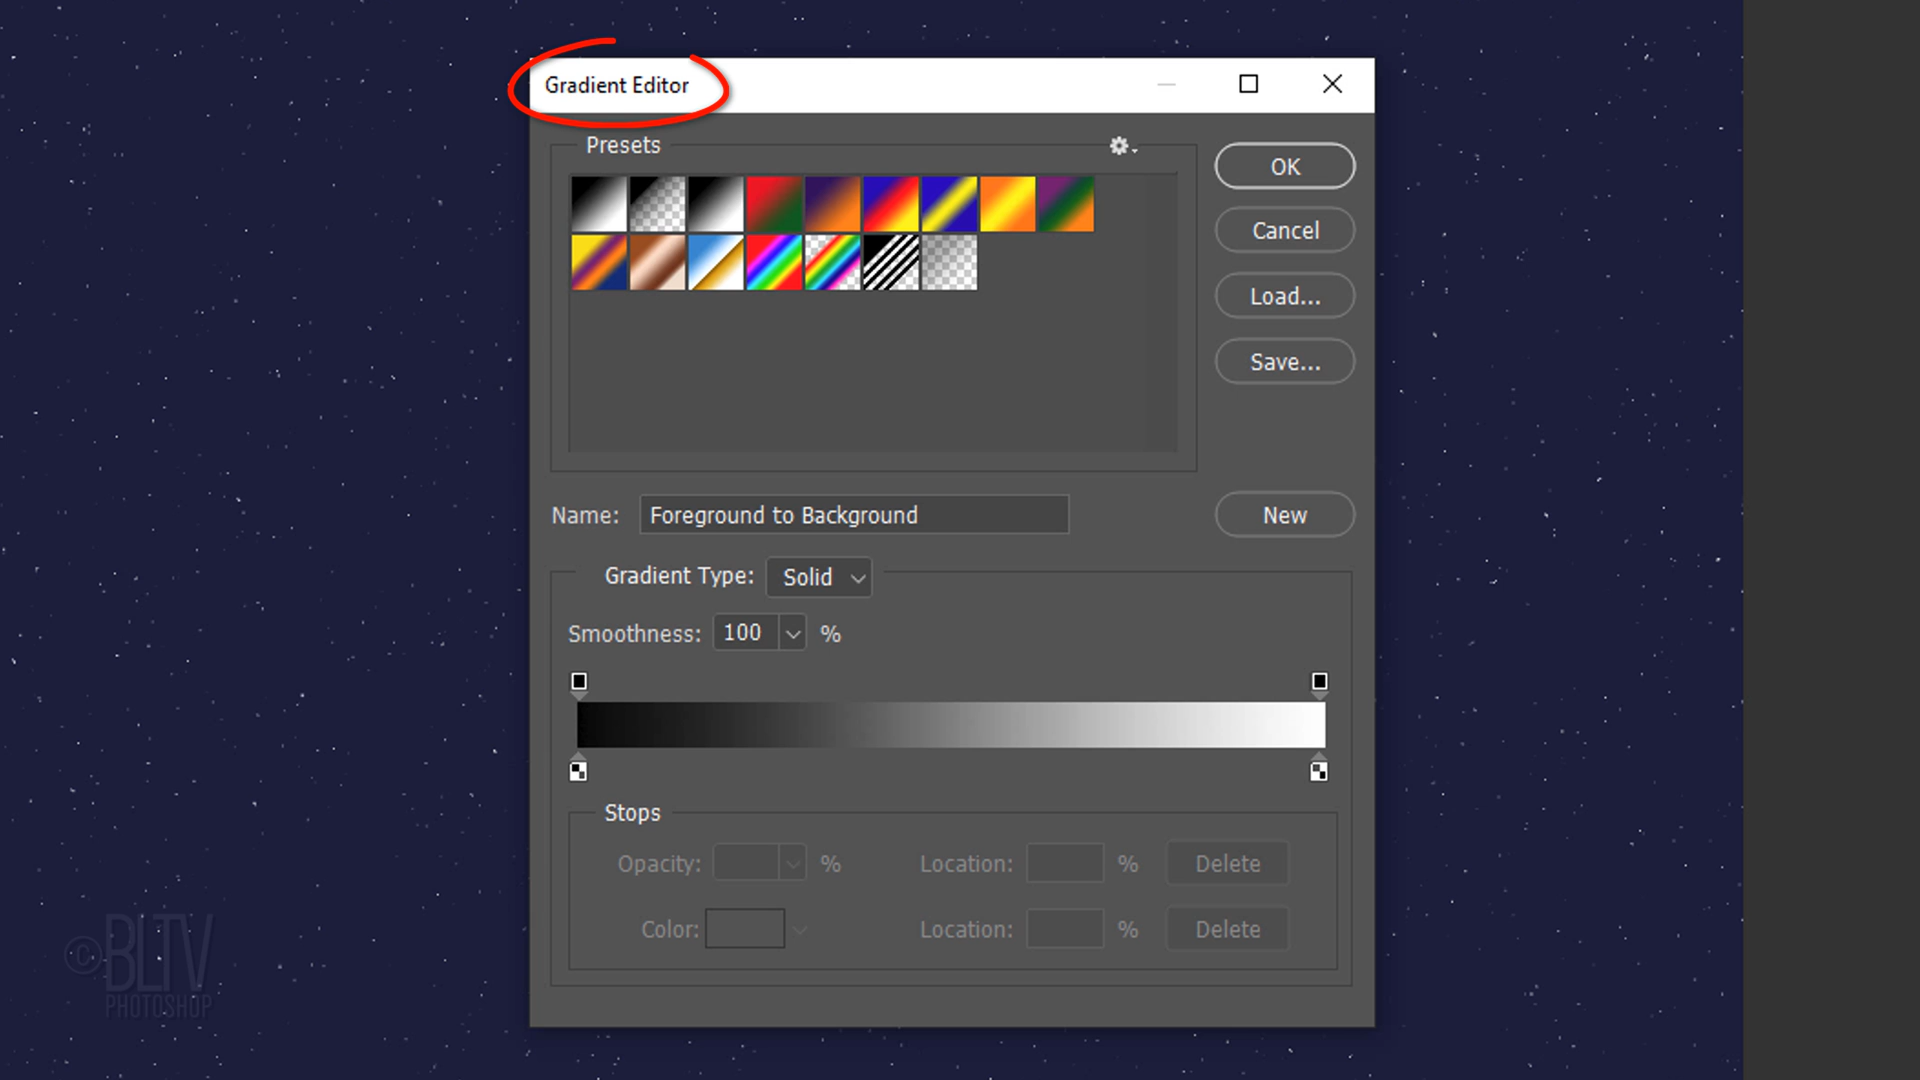 Gradient Editor
Presets
OK
Cancel
Load...
Save...
Name: Foreground to Background
New
Gradient Type: Solid
Smoothness: 100 %
Stops
Opacity: % Location: % Delete
Color: Location: % Delete
©BLTV
PHOTOSHOP